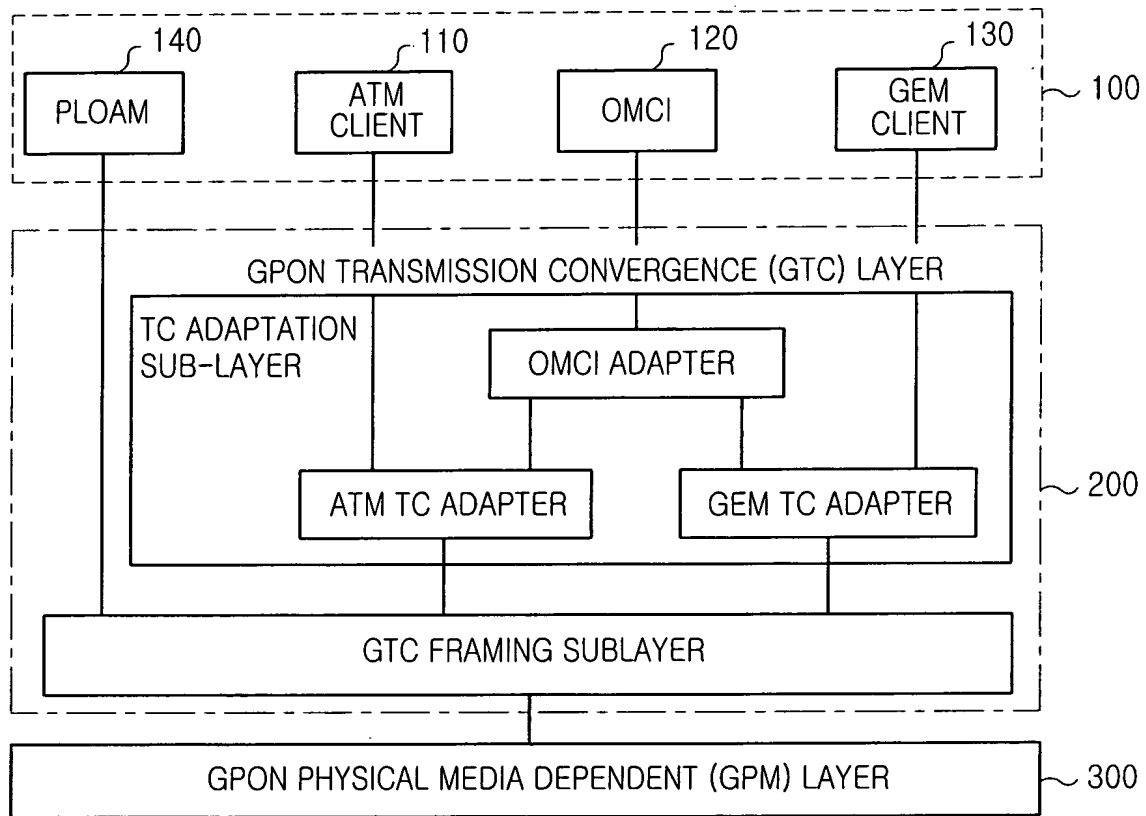 140
110
120
130
PLOAM
ATM
CLIENT
OMCI
GEM
CLIENT
100
GPON TRANSMISSION CONVERGENCE (GTC) LAYER
TC ADAPTATION
SUB-LAYER
OMCI ADAPTER
ATM TC ADAPTER
GEM TC ADAPTER
200
GTC FRAMING SUBLAYER
GPON PHYSICAL MEDIA DEPENDENT (GPM) LAYER
300